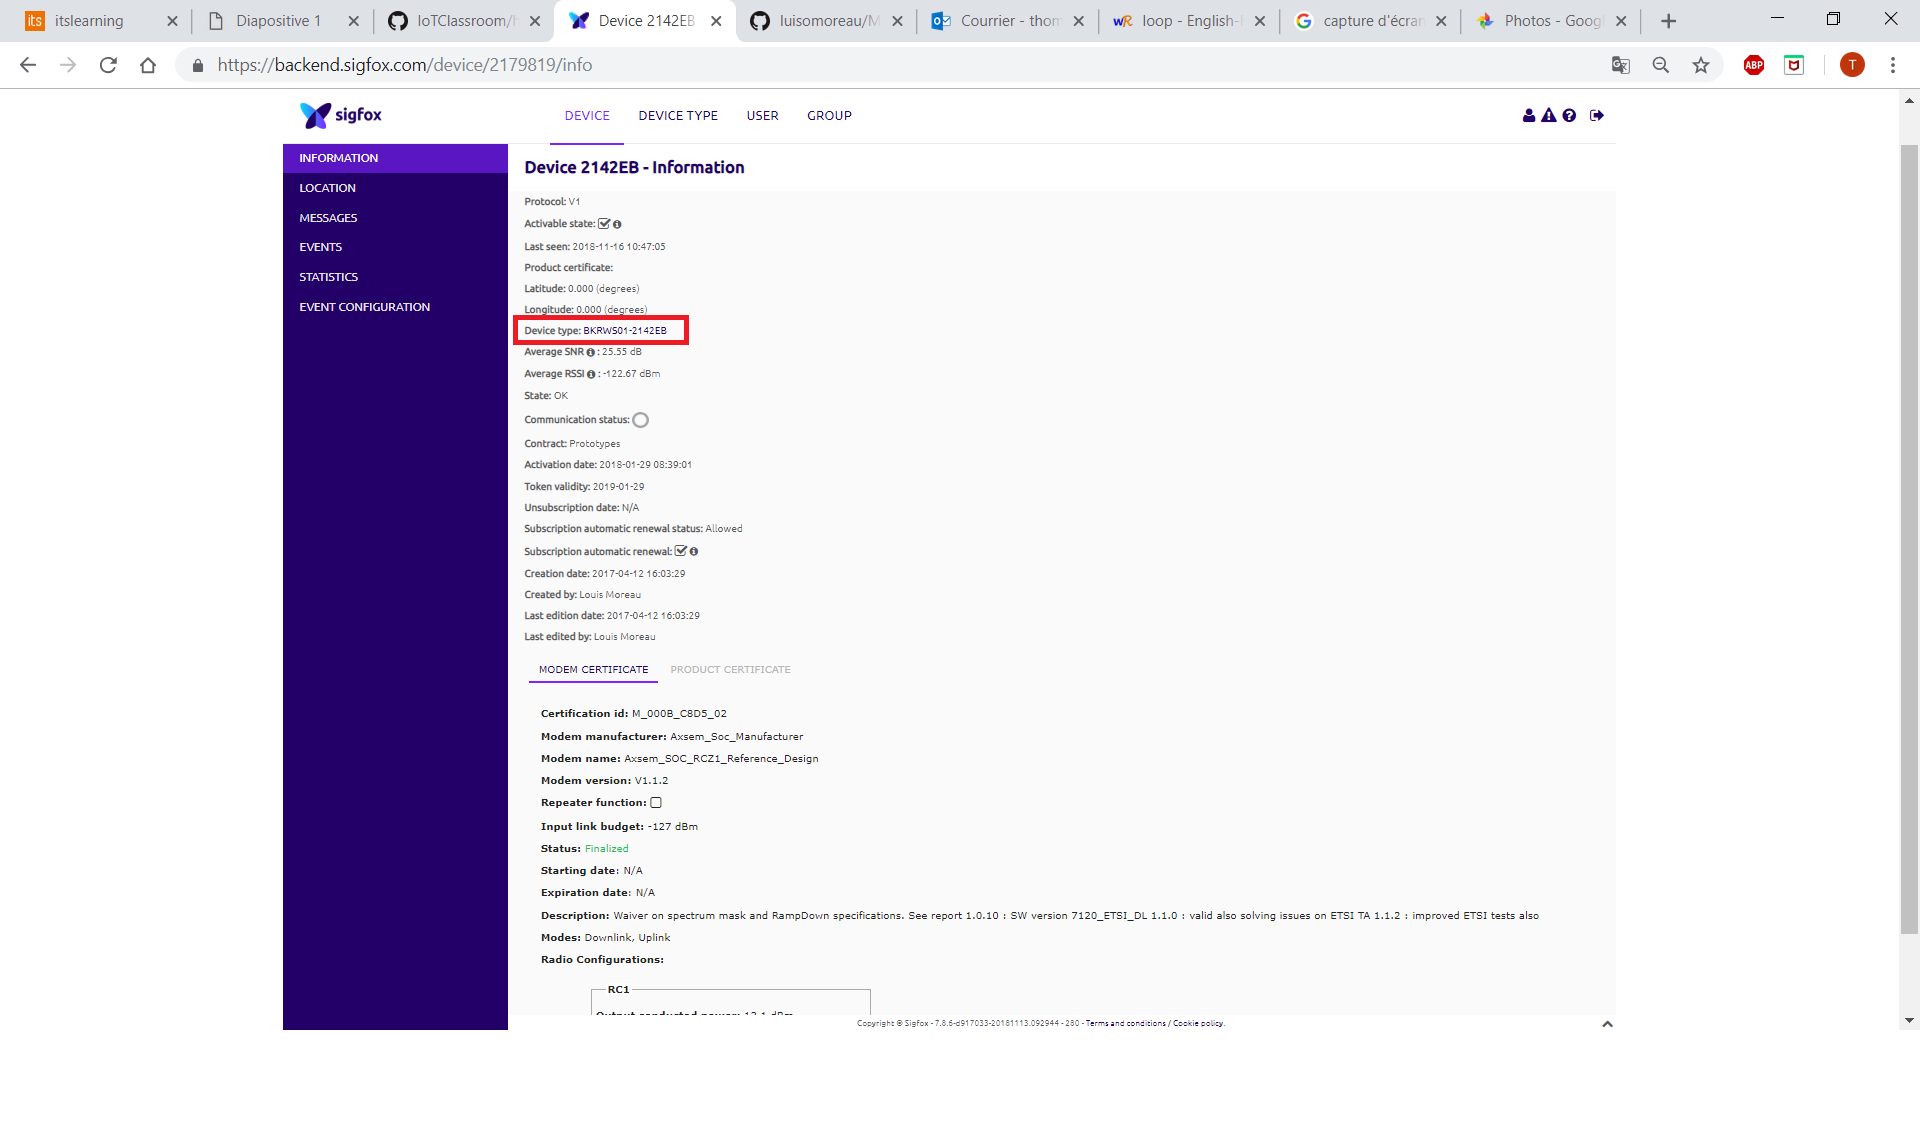 itslearning
Diapositive 1
IoTClassroom/
Device 2142EB
luisomoreau/M
Courrier - thom
wR loop - English-
capture d'écran
Photos - Goog
https://backend.sigfox.com/device/2179819/info
ABP
T
sigfox
DEVICE
DEVICE TYPE
USER
GROUP
INFORMATION
LOCATION
MESSAGES
EVENTS
STATISTICS
EVENT CONFIGURATION
Device 2142EB - Information
Protocol: V1
Activable state:
Last seen: 2018-11-16 10:47:05
Product certificate:
Latitude: 0.000 (degrees)
Longitude: 0.000 (degrees)
Device type: BKRWS01-2142EB
Average SNR : 25.55 dB
Average RSSI : -122.67 dBm
State: OK
Communication status:
Contract: Prototypes
Activation date: 2018-01-29 08:39:01
Token validity: 2019-01-29
Unsubscription date: N/A
Subscription automatic renewal status: Allowed
Subscription automatic renewal:
Creation date: 2017-04-12 16:03:29
Created by: Louis Moreau
Last edition date: 2017-04-12 16:03:29
Last edited by: Louis Moreau
MODEM CERTIFICATE
PRODUCT CERTIFICATE
Certification id: M_000B_C8D5_02
Modem manufacturer: Axsem_Soc_Manufacturer
Modem name: Axsem_SOC_RCZ1_Reference_Design
Modem version: V1.1.2
Repeater function:
Input link budget: -127 dBm
Status: Finalized
Starting date: N/A
Expiration date: N/A
Description: Waiver on spectrum mask and RampDown specifications. See report 1.0.10 : SW version 7120_ETSI_DL 1.1.0 : valid also solving issues on ETSI TA 1.1.2 : improved ETSI tests also
Modes: Downlink, Uplink
Radio Configurations:
RC1
Output conducted power: 13.1 dBm
Copyright © Sigfox - 7.8.6-d917033-20181113.092944 - 280 - Terms and conditions / Cookie policy.